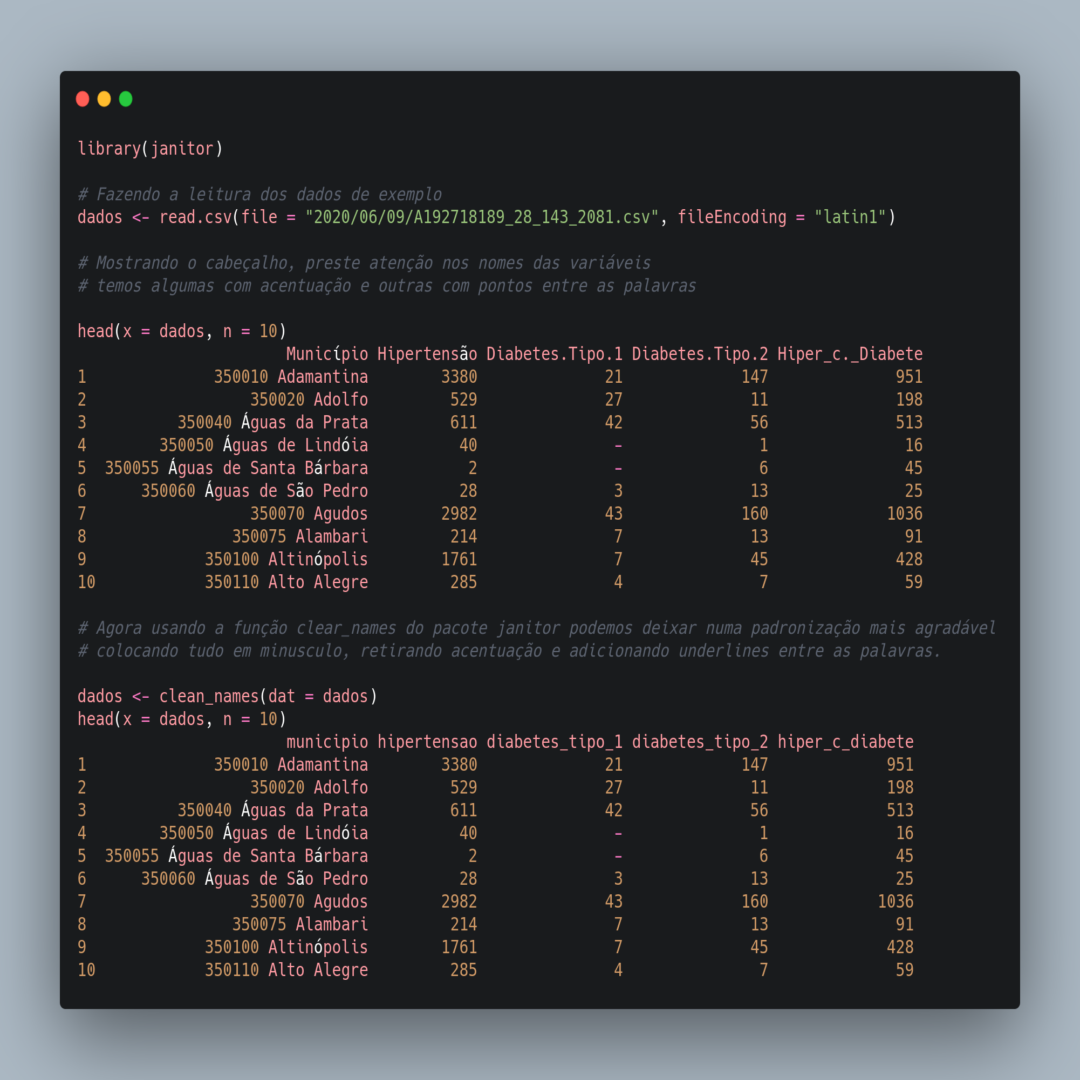 library(janitor)
# Fazendo a leitura dos dados de exemplo
dados <- read.csv(file = "2020/06/09/A192718189_28_143_2081.csv", fileEncoding = "latin1")
# Mostrando o cabeçalho, preste atenção nos nomes das variáveis
# temos algumas com acentuação e outras com pontos entre as palavras
head(x = dados, n = 10)
Município Hipertensão Diabetes.Tipo.1 Diabetes.Tipo.2 Hiper_c._Diabete
1 350010 Adamantina 3380 21 147 951
2 350020 Adolfo 529 27 11 198
3 350040 Águas da Prata 611 42 56 513
4 350050 Águas de Lindóia 40 - 1 16
5 350055 Águas de Santa Bárbara 2 - 6 45
6 350060 Águas de São Pedro 28 3 13 25
7 350070 Agudos 2982 43 160 1036
8 350075 Alambari 214 7 13 91
9 350100 Altinópolis 1761 7 45 428
10 350110 Alto Alegre 285 4 7 59
# Agora usando a função clear_names do pacote janitor podemos deixar numa padronização mais agradável
# colocando tudo em minusculo, retirando acentuação e adicionando underlines entre as palavras.
dados <- clean_names(dat = dados)
head(x = dados, n = 10)
municipio hipertensao diabetes_tipo_1 diabetes_tipo_2 hiper_c_diabete
1 350010 Adamantina 3380 21 147 951
2 350020 Adolfo 529 27 11 198
3 350040 Águas da Prata 611 42 56 513
4 350050 Águas de Lindóia 40 - 1 16
5 350055 Águas de Santa Bárbara 2 - 6 45
6 350060 Águas de São Pedro 28 3 13 25
7 350070 Agudos 2982 43 160 1036
8 350075 Alambari 214 7 13 91
9 350100 Altinópolis 1761 7 45 428
10 350110 Alto Alegre 285 4 7 59